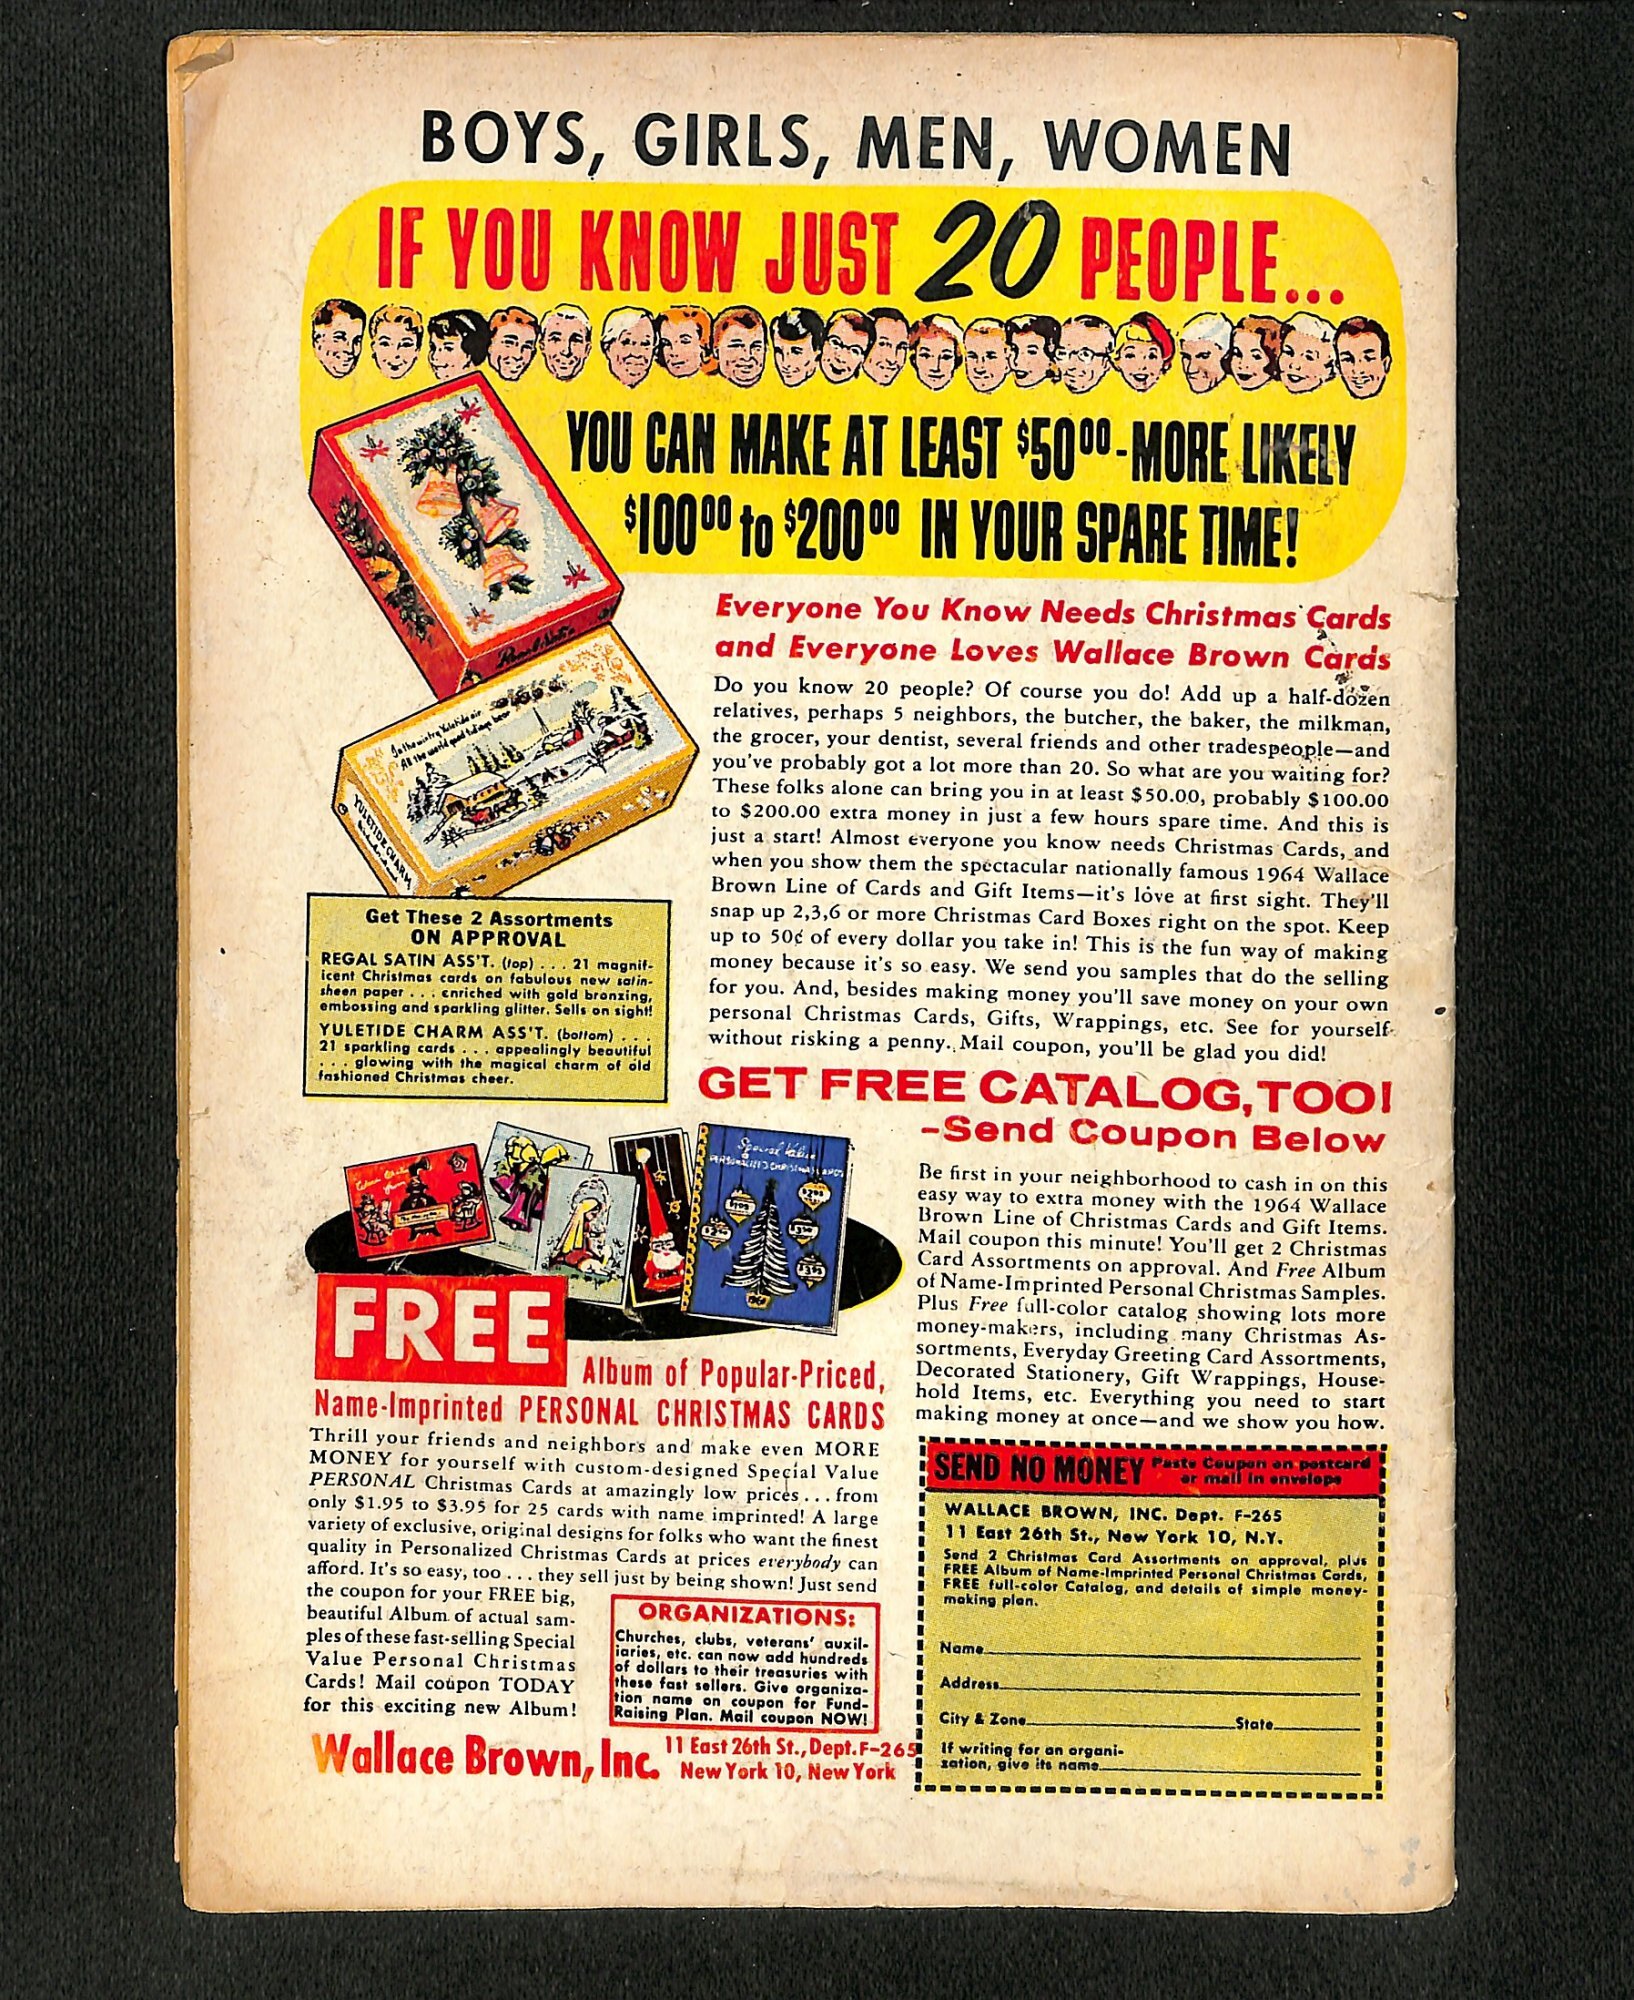 BOYS, GIRLS, MEN, WOMEN
IF YOU KNOW JUST 20 PEOPLE...
YOU CAN MAKE AT LEAST $50⁰⁰-MORE LIKELY
$100⁰⁰ to $200⁰⁰ IN YOUR SPARE TIME!
Everyone You Know Needs Christmas Cards
and Everyone Loves Wallace Brown Cards
Do you know 20 people? Of course you do! Add up a half-dozen
relatives, perhaps 5 neighbors, the butcher, the baker, the milkman,
the grocer, your dentist, several friends and other tradespeople—and
you've probably got a lot more than 20. So what are you waiting for?
These folks alone can bring you in at least $50.00, probably $100.00
to $200.00 extra money in just a few hours spare time. And this is
just a start! Almost everyone you know needs Christmas Cards, and
when you show them the spectacular nationally famous 1964 Wallace
Brown Line of Cards and Gift Items—it's love at first sight. They'll
snap up 2,3,6 or more Christmas Card Boxes right on the spot. Keep
up to 50¢ of every dollar you take in! This is the fun way of making
money because it's so easy. We send you samples that do the selling
for you. And, besides making money you'll save money on your own
personal Christmas Cards, Gifts, Wrappings, etc. See for yourself
without risking a penny. Mail coupon, you'll be glad you did!
Regal Satin
In the wintry Yuletide air
All the world good tidings bear
YULETIDE CHARM
Get These 2 Assortments
ON APPROVAL
REGAL SATIN ASS'T. (top) . . . 21 magnif-
icent Christmas cards on fabulous new satin-
sheen paper . . . enriched with gold bronzing,
embossing and sparkling glitter. Sells on sight!
YULETIDE CHARM ASS'T. (bottom) . . .
21 sparkling cards . . . appealingly beautiful
. . . glowing with the magical charm of old
fashioned Christmas cheer.
GET FREE CATALOG, TOO!
-Send Coupon Below
Be first in your neighborhood to cash in on this
easy way to extra money with the 1964 Wallace
Brown Line of Christmas Cards and Gift Items.
Mail coupon this minute! You'll get 2 Christmas
Card Assortments on approval. And Free Album
of Name-Imprinted Personal Christmas Samples.
Plus Free full-color catalog showing lots more
money-makers, including many Christmas As-
sortments, Everyday Greeting Card Assortments,
Decorated Stationery, Gift Wrappings, House-
hold Items, etc. Everything you need to start
making money at once—and we show you how.
Special Value
PERSONALIZED CHRISTMAS CARDS
$2.95
$1.95
$3.95
1964
FREE
Album of Popular-Priced,
Name-Imprinted PERSONAL CHRISTMAS CARDS
Thrill your friends and neighbors and make even MORE
MONEY for yourself with custom-designed Special Value
PERSONAL Christmas Cards at amazingly low prices . . . from
only $1.95 to $3.95 for 25 cards with name imprinted! A large
variety of exclusive, original designs for folks who want the finest
quality in Personalized Christmas Cards at prices everybody can
afford. It's so easy, too . . . they sell just by being shown! Just send
the coupon for your FREE big,
beautiful Album of actual sam-
ples of these fast-selling Special
Value Personal Christmas
Cards! Mail coupon TODAY
for this exciting new Album!
ORGANIZATIONS:
Churches, clubs, veterans' auxil-
iaries, etc. can now add hundreds
of dollars to their treasuries with
these fast sellers. Give organiza-
tion name on coupon for Fund-
Raising Plan. Mail coupon NOW!
Wallace Brown, Inc.
11 East 26th St., Dept. F-265
New York 10, New York
SEND NO MONEY
Paste Coupon on postcard
or mail in envelope
WALLACE BROWN, INC. Dept. F-265
11 East 26th St., New York 10, N.Y.
Send 2 Christmas Card Assortments on approval, plus
FREE Album of Name-Imprinted Personal Christmas Cards,
FREE full-color Catalog, and details of simple money-
making plan.
Name
Address
City & Zone State
If writing for an organi-
zation, give its name